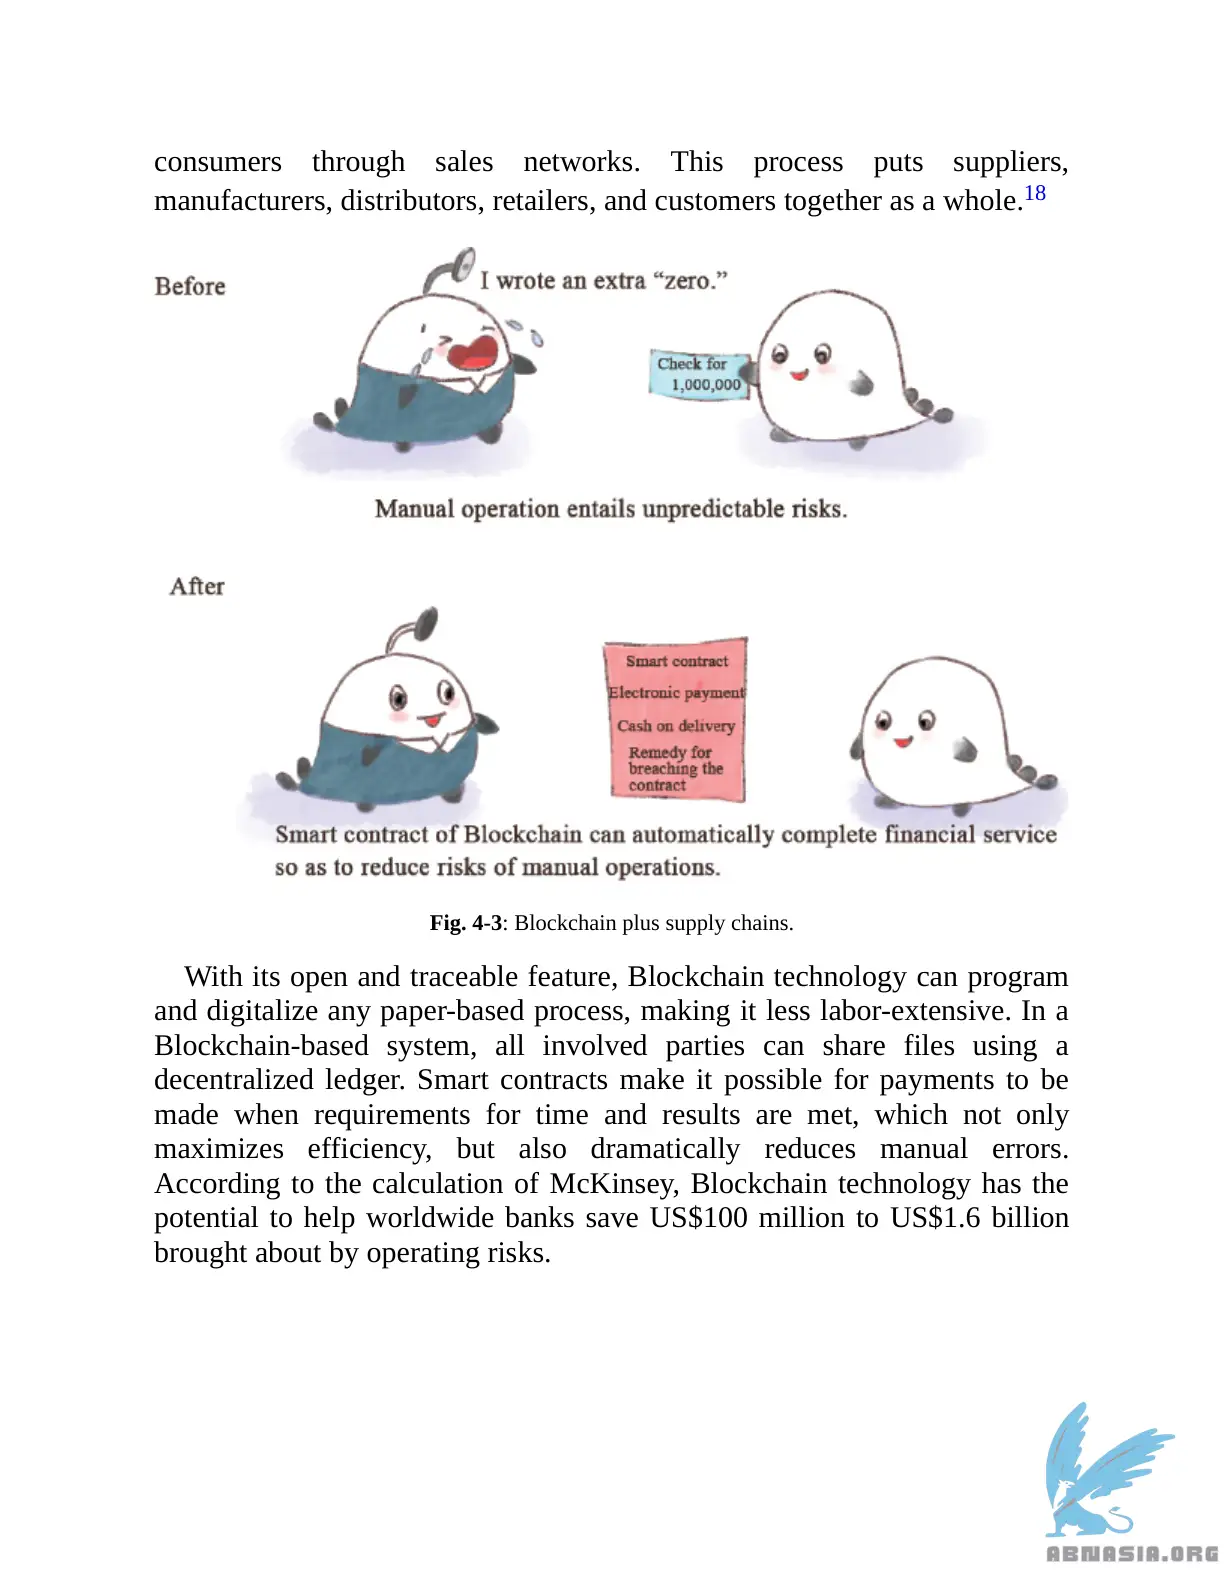 consumers through sales networks. This process puts suppliers,
manufacturers, distributors, retailers, and customers together as a whole.18
Before
I wrote an extra “zero.”
Check for
1,000,000
Manual operation entails unpredictable risks.
After
Smart contract
Electronic payment
Cash on delivery
Remedy for
breaching the
contract
Smart contract of Blockchain can automatically complete financial service
so as to reduce risks of manual operations.
Fig. 4-3: Blockchain plus supply chains.
With its open and traceable feature, Blockchain technology can program
and digitalize any paper-based process, making it less labor-extensive. In a
Blockchain-based system, all involved parties can share files using a
decentralized ledger. Smart contracts make it possible for payments to be
made when requirements for time and results are met, which not only
maximizes efficiency, but also dramatically reduces manual errors.
According to the calculation of McKinsey, Blockchain technology has the
potential to help worldwide banks save US$100 million to US$1.6 billion
brought about by operating risks.
ABNASIA.ORG